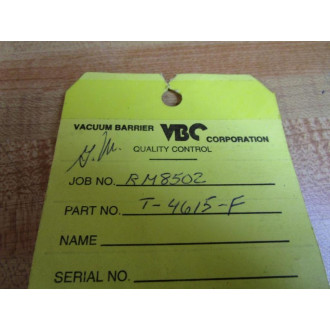 VACUUM BARRIER VBC CORPORATION
QUALITY CONTROL
G.M.
JOB NO. RM8502
PART NO. T-4615-F
NAME
SERIAL NO.